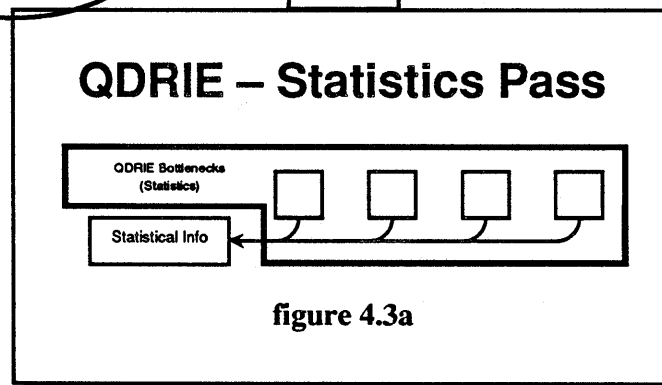 QDRIE – Statistics Pass
QDRIE Bottlenecks
(Statistics)
Statistical Info
figure 4.3a